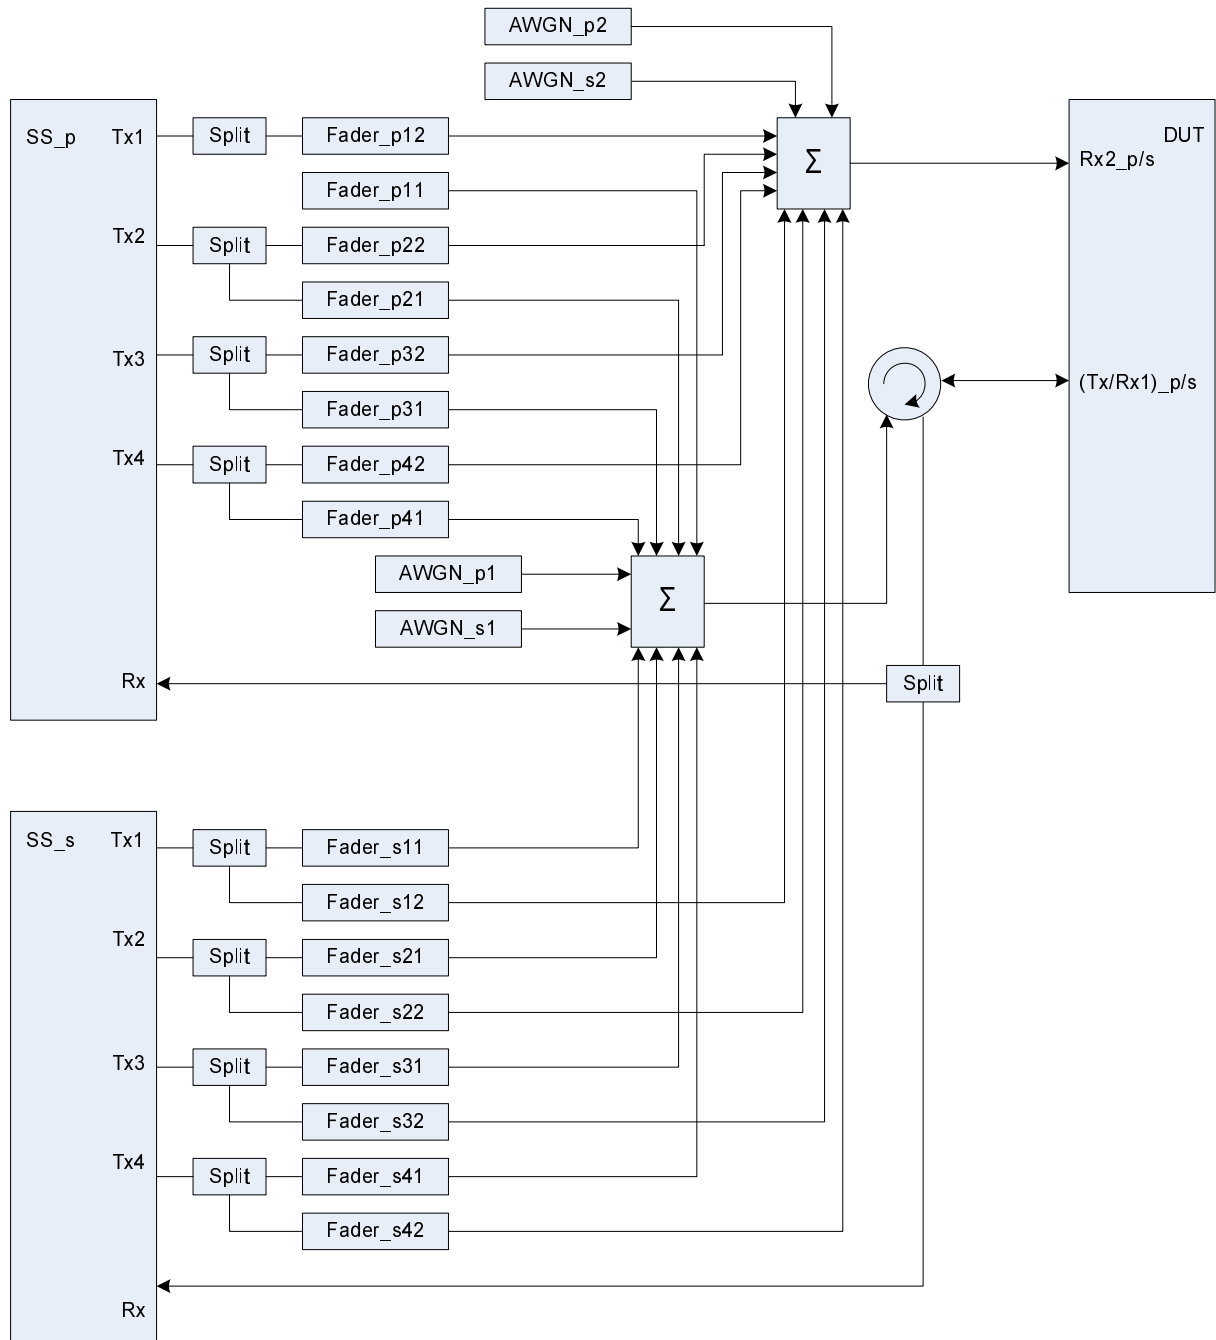 AWGN_p2
AWGN_s2
SS_p
Tx1
Split
Fader_p12
Σ
DUT
Rx2_p/s
Fader_p11
Tx2
Split
Fader_p22
Fader_p21
Tx3
Split
Fader_p32
(Tx/Rx1)_p/s
Fader_p31
Tx4
Split
Fader_p42
Fader_p41
AWGN_p1
Σ
AWGN_s1
Rx
Split
SS_s
Tx1
Split
Fader_s11
Fader_s12
Tx2
Split
Fader_s21
Fader_s22
Tx3
Split
Fader_s31
Fader_s32
Tx4
Split
Fader_s41
Fader_s42
Rx